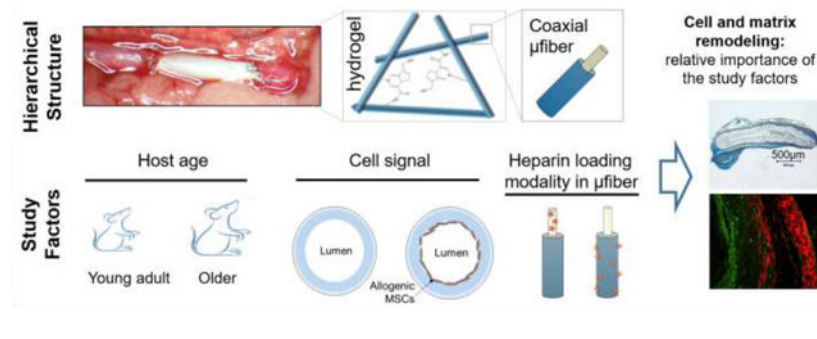 Hierarchical
Structure
hydrogel
Coaxial
µfiber
Cell and matrix
remodeling:
relative importance of
the study factors
500µm
Study
Factors
Host age
Young adult
Older
Cell signal
Lumen
Lumen
Allogenic
MSCs
Heparin loading
modality in µfiber